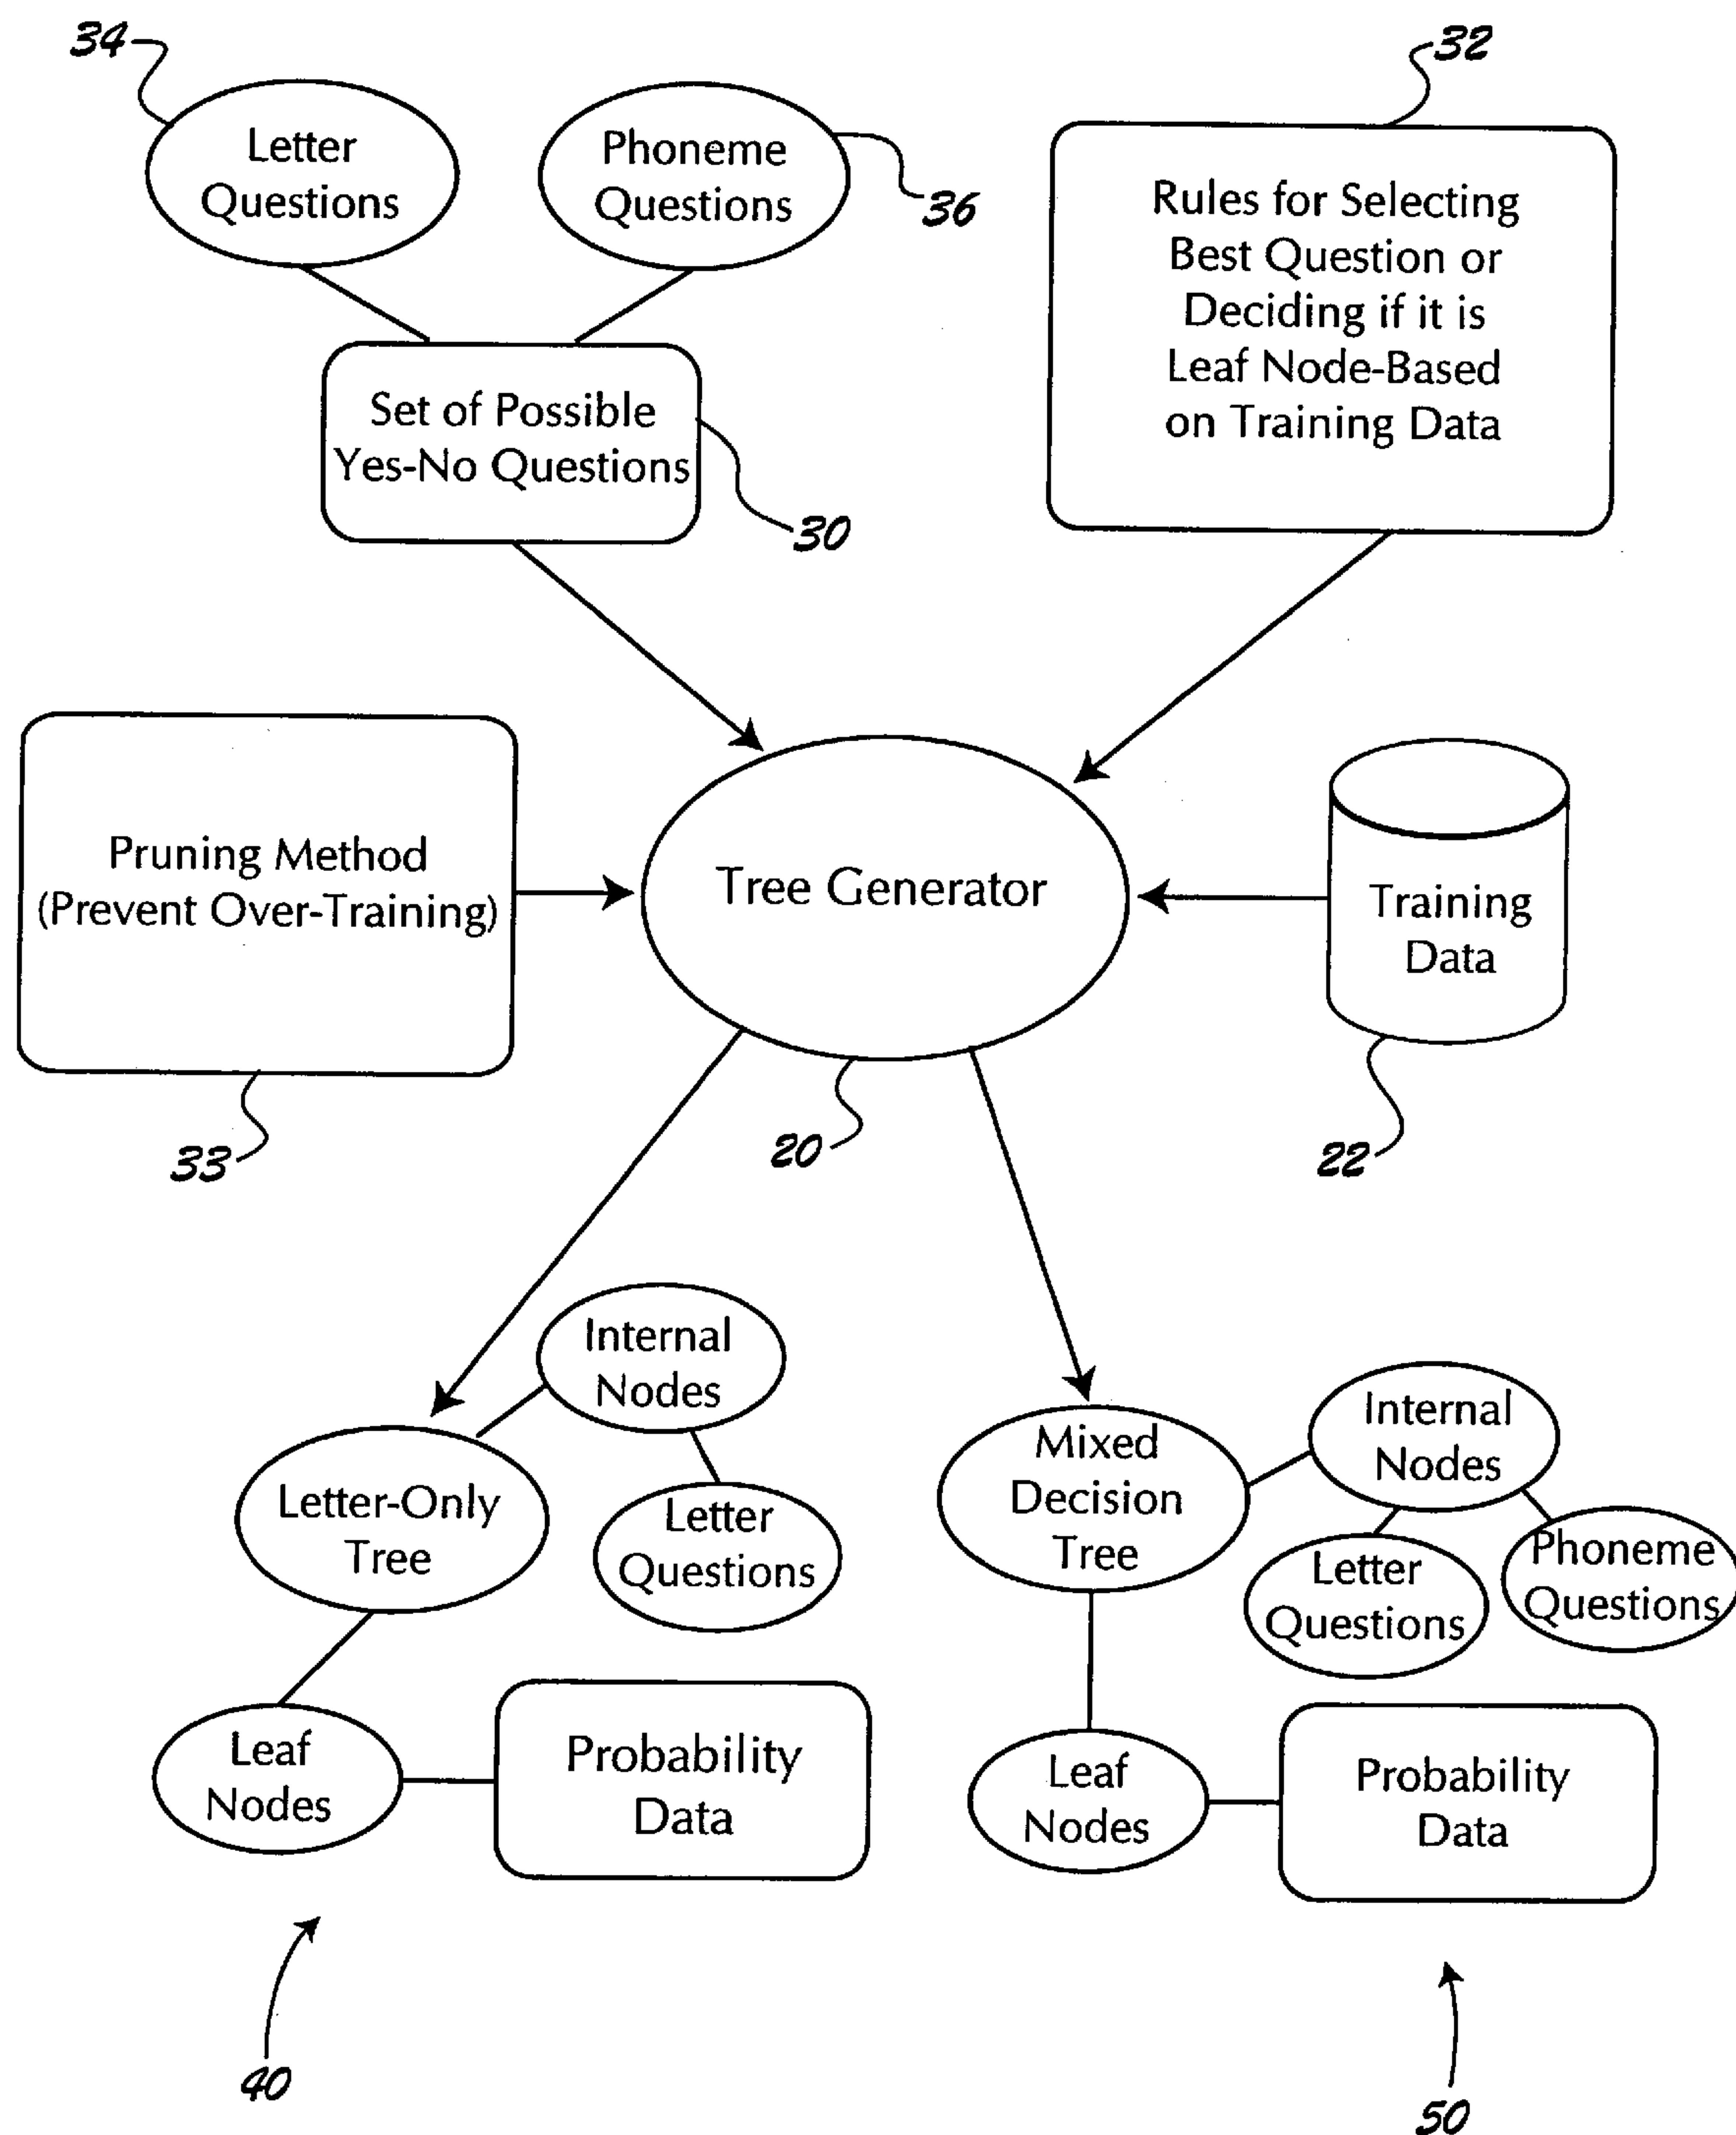 34
32
Letter
Questions
Phoneme
Questions
36
Rules for Selecting
Best Question or
Deciding if it is
Leaf Node-Based
on Training Data
Set of Possible
Yes-No Questions
30
Pruning Method
(Prevent Over-Training)
Tree Generator
Training
Data
33
20
22
Internal
Nodes
Letter-Only
Tree
Letter
Questions
Mixed
Decision
Tree
Internal
Nodes
Letter
Questions
Phoneme
Questions
Leaf
Nodes
Probability
Data
Leaf
Nodes
Probability
Data
40
50